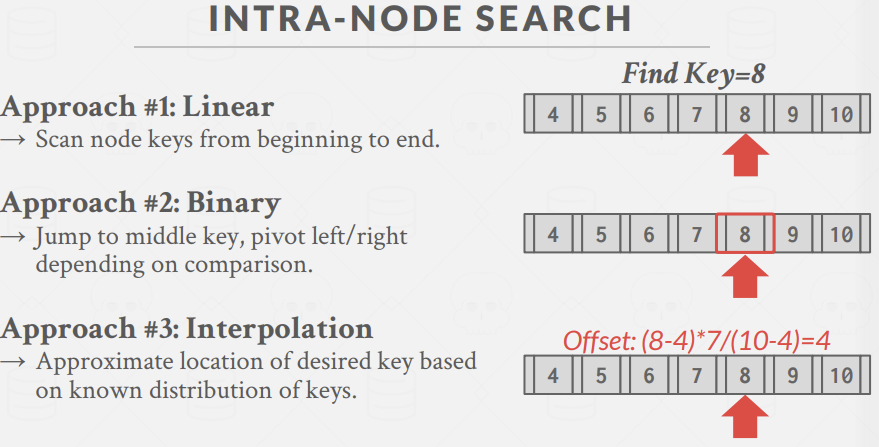 INTRA-NODE SEARCH
Find Key=8
Approach #1: Linear
→ Scan node keys from beginning to end.
4 5 6 7 8 9 10
Approach #2: Binary
→ Jump to middle key, pivot left/right
depending on comparison.
4 5 6 7 8 9 10
Approach #3: Interpolation
→ Approximate location of desired key based
on known distribution of keys.
Offset: (8-4)*7/(10-4)=4
4 5 6 7 8 9 10